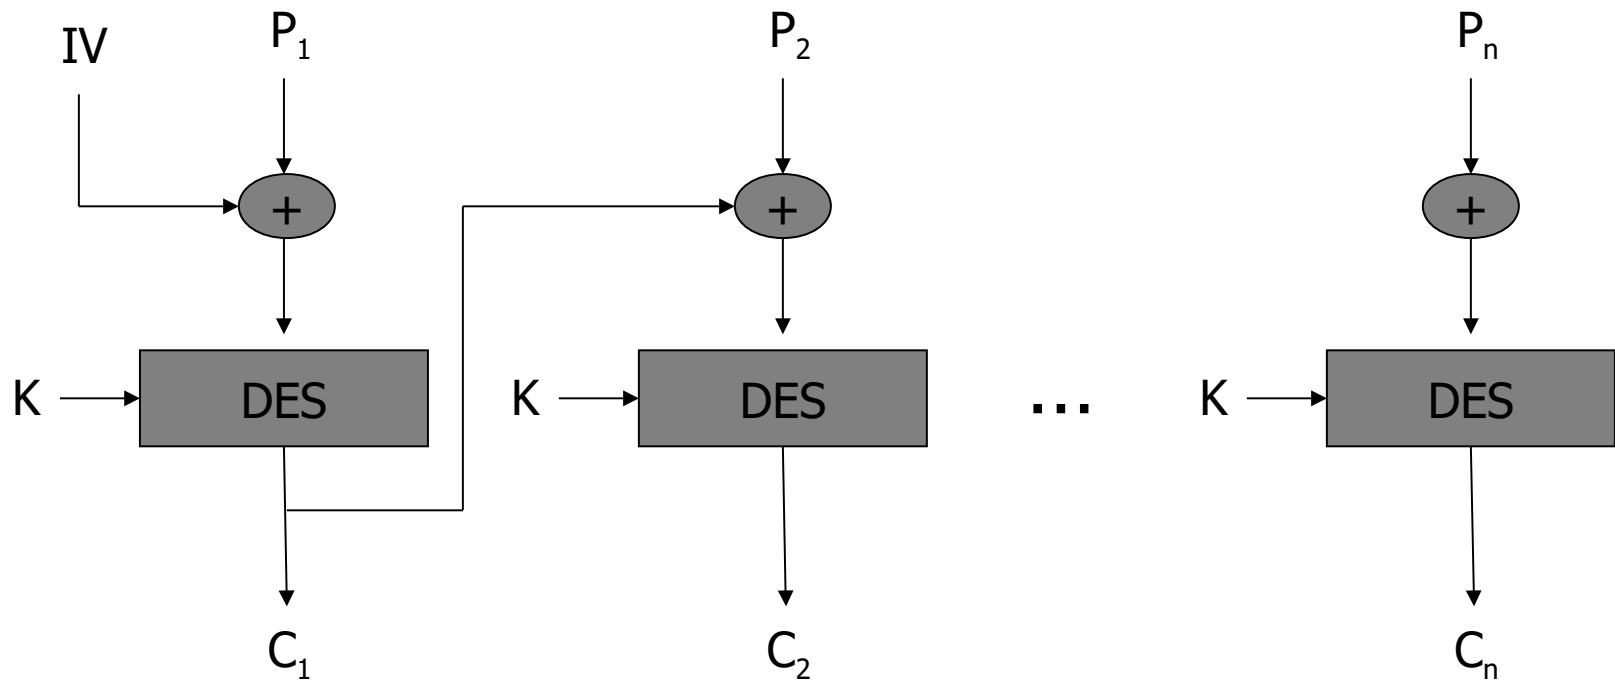 IV P₁ P₂ Pₙ
+ + +
K DES K DES ... K DES
C₁ C₂ Cₙ